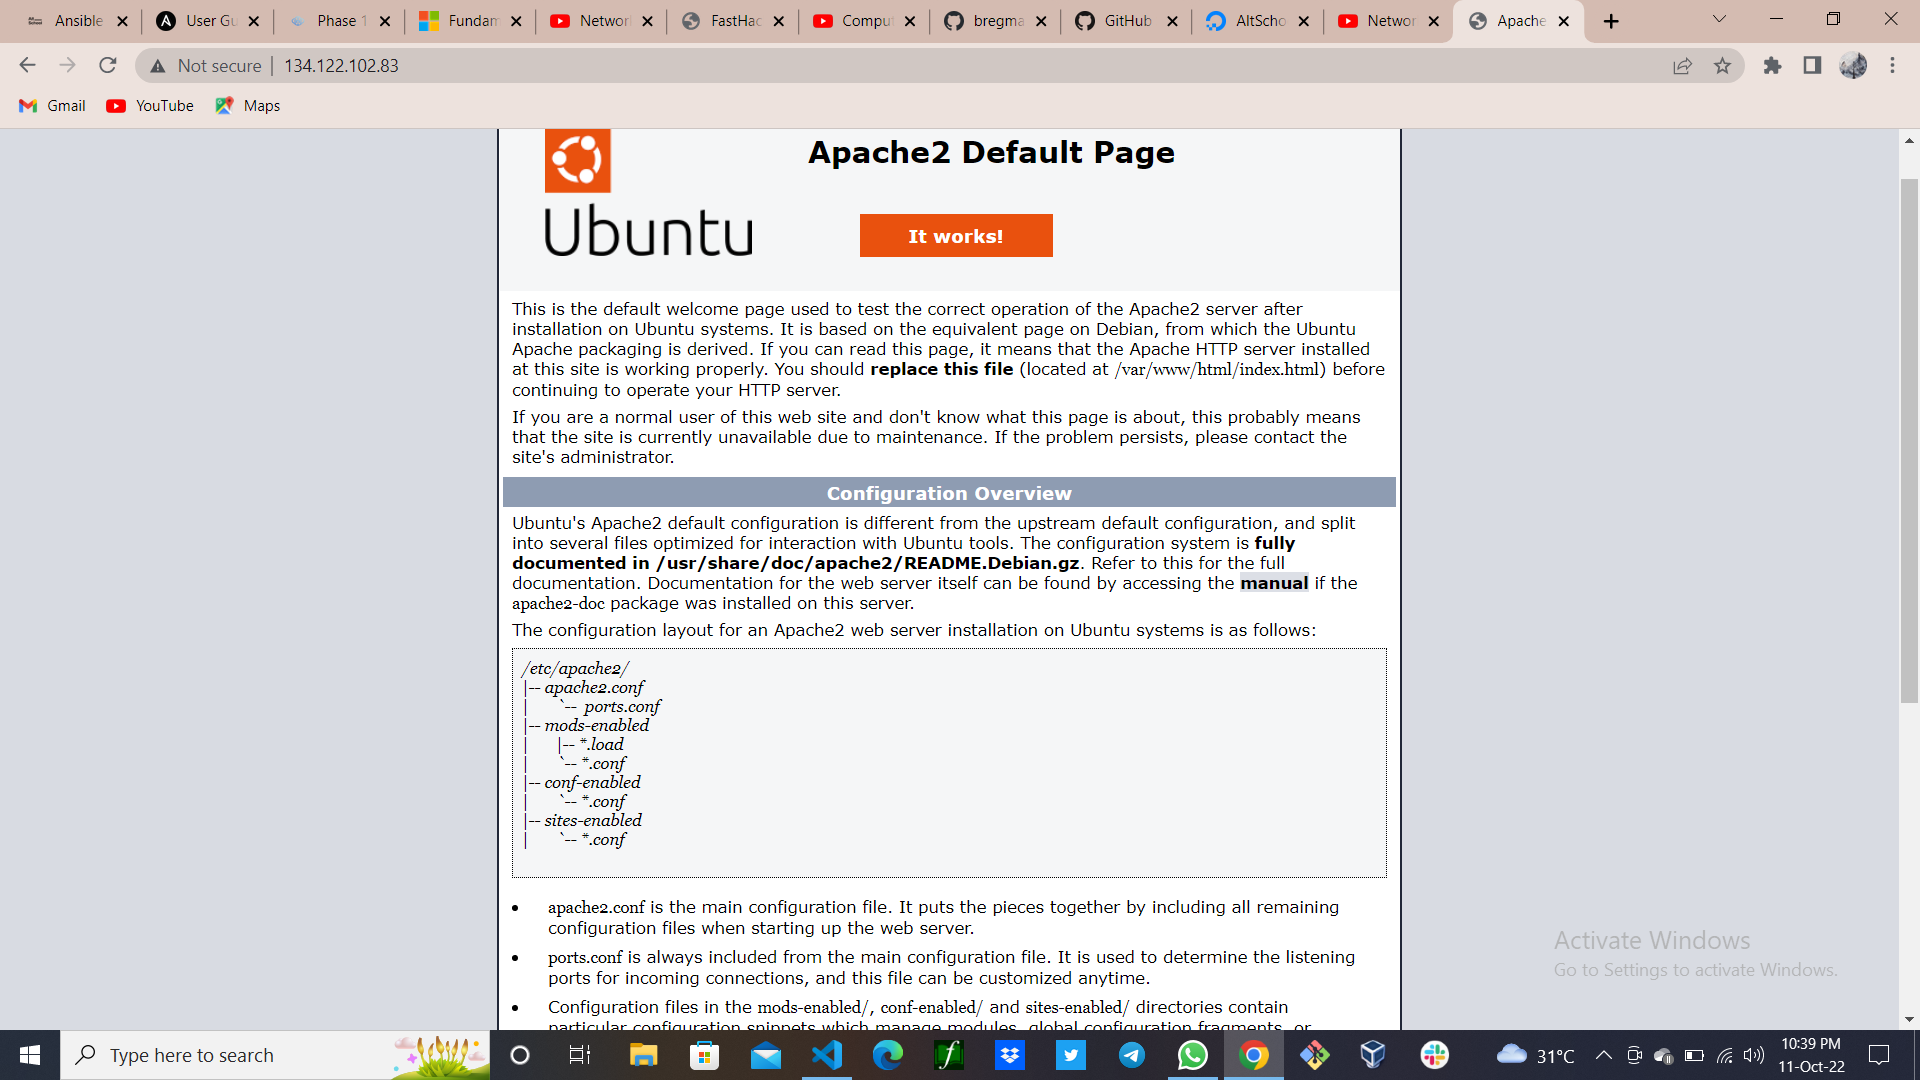 Ansible
User Gu
Phase 1
Fundam
Networ
FastHac
Comput
bregma
GitHub
AltScho
Networ
Apache
Not secure
134.122.102.83
Gmail
YouTube
Maps
Apache2 Default Page
Ubuntu
It works!
This is the default welcome page used to test the correct operation of the Apache2 server after
installation on Ubuntu systems. It is based on the equivalent page on Debian, from which the Ubuntu
Apache packaging is derived. If you can read this page, it means that the Apache HTTP server installed
at this site is working properly. You should replace this file (located at /var/www/html/index.html) before
continuing to operate your HTTP server.
If you are a normal user of this web site and don't know what this page is about, this probably means
that the site is currently unavailable due to maintenance. If the problem persists, please contact the
site's administrator.
Configuration Overview
Ubuntu's Apache2 default configuration is different from the upstream default configuration, and split
into several files optimized for interaction with Ubuntu tools. The configuration system is fully
documented in /usr/share/doc/apache2/README.Debian.gz. Refer to this for the full
documentation. Documentation for the web server itself can be found by accessing the manual if the
apache2-doc package was installed on this server.
The configuration layout for an Apache2 web server installation on Ubuntu systems is as follows:
/etc/apache2/
|-- apache2.conf
|       `--  ports.conf
|-- mods-enabled
|       |-- *.load
|       `-- *.conf
|-- conf-enabled
|       `-- *.conf
|-- sites-enabled
|       `-- *.conf
• apache2.conf is the main configuration file. It puts the pieces together by including all remaining
configuration files when starting up the web server.
• ports.conf is always included from the main configuration file. It is used to determine the listening
ports for incoming connections, and this file can be customized anytime.
• Configuration files in the mods-enabled/, conf-enabled/ and sites-enabled/ directories contain
particular configuration snippets which manage modules, global configuration fragments, or
Activate Windows
Go to Settings to activate Windows.
Type here to search
31°C
10:39 PM
11-Oct-22